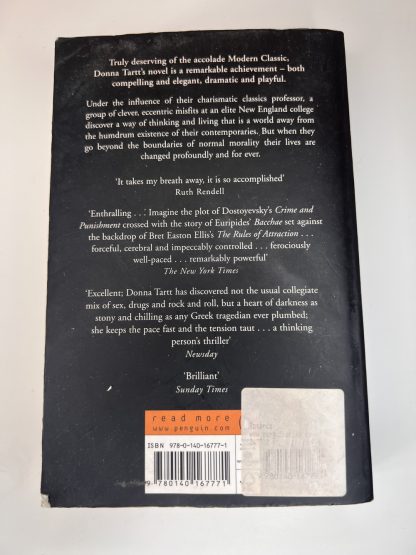 Truly deserving of the accolade Modern Classic,
Donna Tartt's novel is a remarkable achievement – both
compelling and elegant, dramatic and playful.
Under the influence of their charismatic classics professor, a
group of clever, eccentric misfits at an elite New England college
discover a way of thinking and living that is a world away from
the humdrum existence of their contemporaries. But when they
go beyond the boundaries of normal morality their lives are
changed profoundly and for ever.
'It takes my breath away, it is so accomplished'
Ruth Rendell
'Enthralling . . . Imagine the plot of Dostoyevsky's Crime and
Punishment crossed with the story of Euripides' Bacchae set against
the backdrop of Bret Easton Ellis's The Rules of Attraction . . .
forceful, cerebral and impeccably controlled . . . ferociously
well-paced . . . remarkably powerful'
The New York Times
'Excellent; Donna Tartt has discovered not the usual collegiate
mix of sex, drugs and rock and roll, but a heart of darkness as
stony and chilling as any Greek tragedian ever plumbed;
she keeps the pace fast and the tension taut . . . a thinking
person's thriller'
Newsday
'Brilliant'
Sunday Times
read more
www.penguin.com
ISBN 978-0-140-16777-1
9 780140 167771